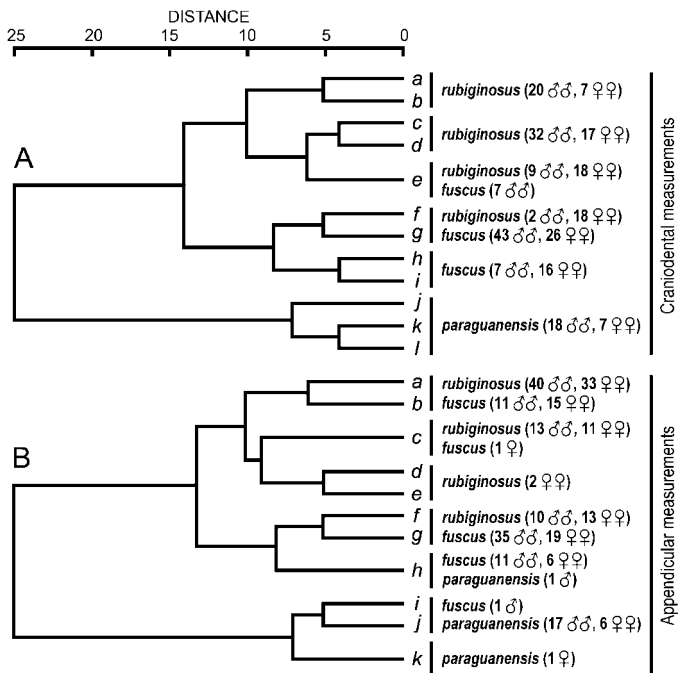 DISTANCE
25 20 15 10 5 0
A
a
b
rubiginosus (20 ♂♂, 7 ♀♀)
c
d
rubiginosus (32 ♂♂, 17 ♀♀)
e
rubiginosus (9 ♂♂, 18 ♀♀)
fuscus (7 ♂♂)
f
rubiginosus (2 ♂♂, 18 ♀♀)
g
fuscus (43 ♂♂, 26 ♀♀)
h
i
fuscus (7 ♂♂, 16 ♀♀)
j
k
l
paraguanensis (18 ♂♂, 7 ♀♀)
Craniodental measurements
B
a
rubiginosus (40 ♂♂, 33 ♀♀)
b
fuscus (11 ♂♂, 15 ♀♀)
c
rubiginosus (13 ♂♂, 11 ♀♀)
fuscus (1 ♀)
d
e
rubiginosus (2 ♀♀)
f
rubiginosus (10 ♂♂, 13 ♀♀)
g
fuscus (35 ♂♂, 19 ♀♀)
h
fuscus (11 ♂♂, 6 ♀♀)
paraguanensis (1 ♂)
i
fuscus (1 ♂)
j
paraguanensis (17 ♂♂, 6 ♀♀)
k
paraguanensis (1 ♀)
Appendicular measurements